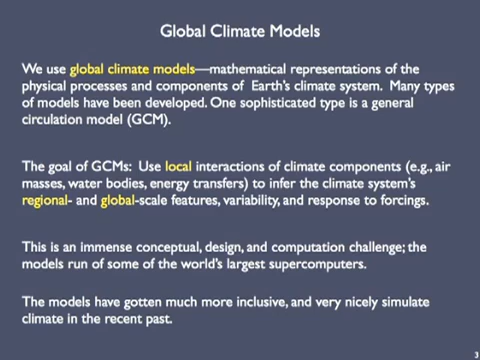 Global Climate Models
We use global climate models—mathematical representations of the
physical processes and components of Earth's climate system. Many types
of models have been developed. One sophisticated type is a general
circulation model (GCM).
The goal of GCMs: Use local interactions of climate components (e.g., air
masses, water bodies, energy transfers) to infer the climate system's
regional- and global-scale features, variability, and response to forcings.
This is an immense conceptual, design, and computation challenge; the
models run of some of the world's largest supercomputers.
The models have gotten much more inclusive, and very nicely simulate
climate in the recent past.
3